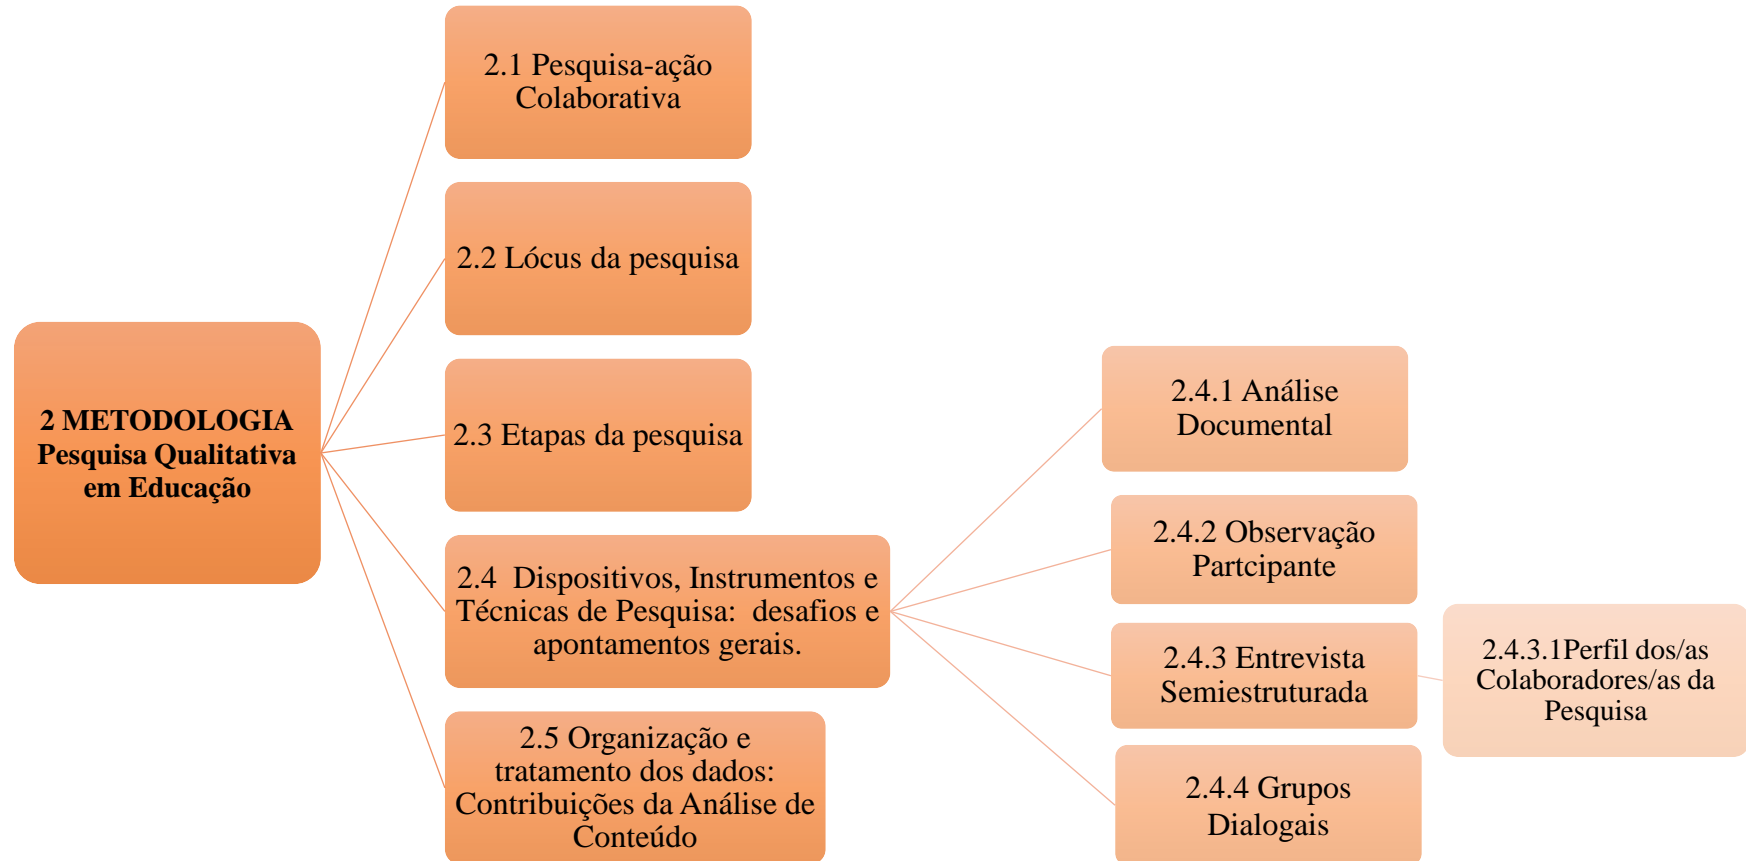 2 METODOLOGIA
Pesquisa Qualitativa
em Educação
2.1 Pesquisa-ação
Colaborativa
2.2 Lócus da pesquisa
2.3 Etapas da pesquisa
2.4  Dispositivos, Instrumentos e
Técnicas de Pesquisa:  desafios e
apontamentos gerais.
2.4.1 Análise
Documental
2.4.2 Observação
Partcipante
2.4.3 Entrevista
Semiestruturada
2.4.3.1Perfil dos/as
Colaboradores/as da
Pesquisa
2.4.4 Grupos
Dialogais
2.5 Organização e
tratamento dos dados:
Contribuições da Análise de
Conteúdo